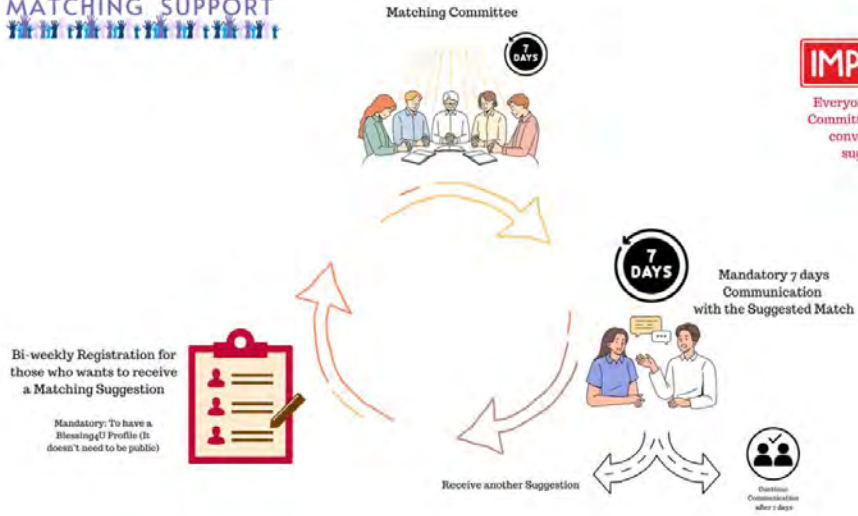 MATCHING SUPPORT
Matching Committee
7
DAYS
IMP
Everyo
Committ
conv
sug
7
DAYS
Mandatory 7 days
Communication
with the Suggested Match
Bi-weekly Registration for
those who wants to receive
a Matching Suggestion
Mandatory: To have a
Blessing4U Profile (It
doesn't need to be public)
Receive another Suggestion
Continue
Communication
after 7 days